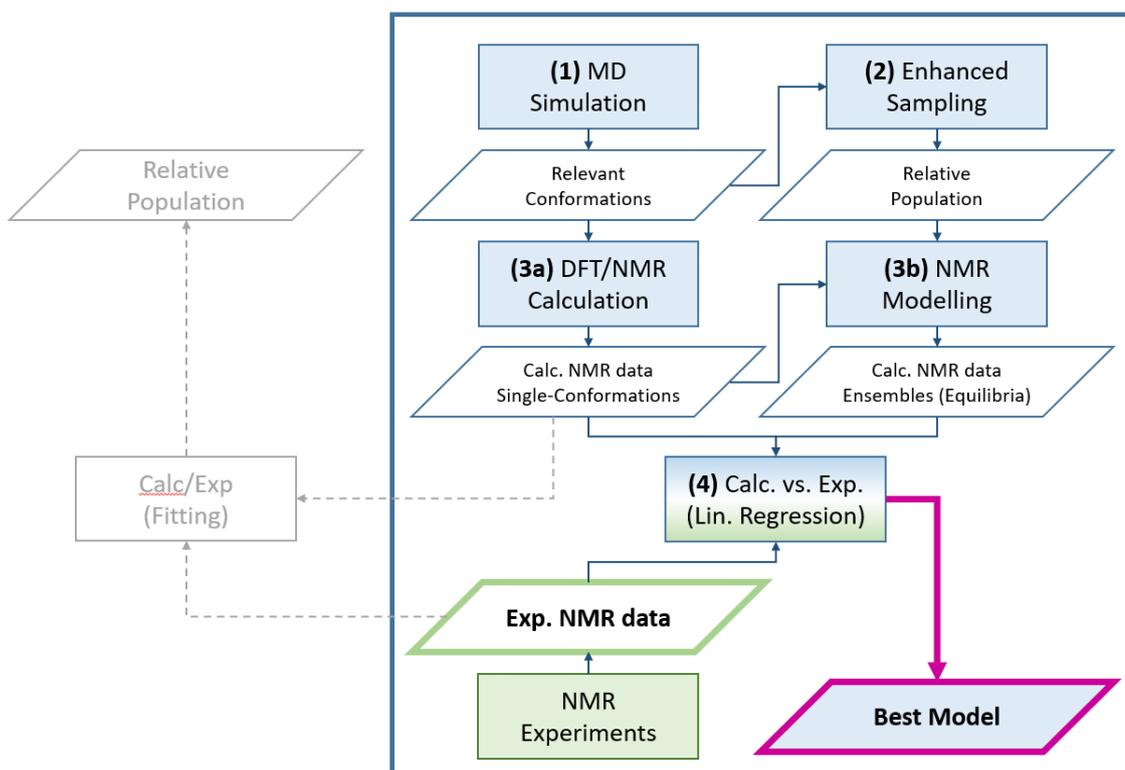 (1) MD
Simulation
(2) Enhanced
Sampling
Relative
Population
Relevant
Conformations
Relative
Population
(3a) DFT/NMR
Calculation
(3b) NMR
Modelling
Calc. NMR data
Single-Conformations
Calc. NMR data
Ensembles (Equilibria)
Calc/Exp
(Fitting)
(4) Calc. vs. Exp.
(Lin. Regression)
Exp. NMR data
NMR
Experiments
Best Model